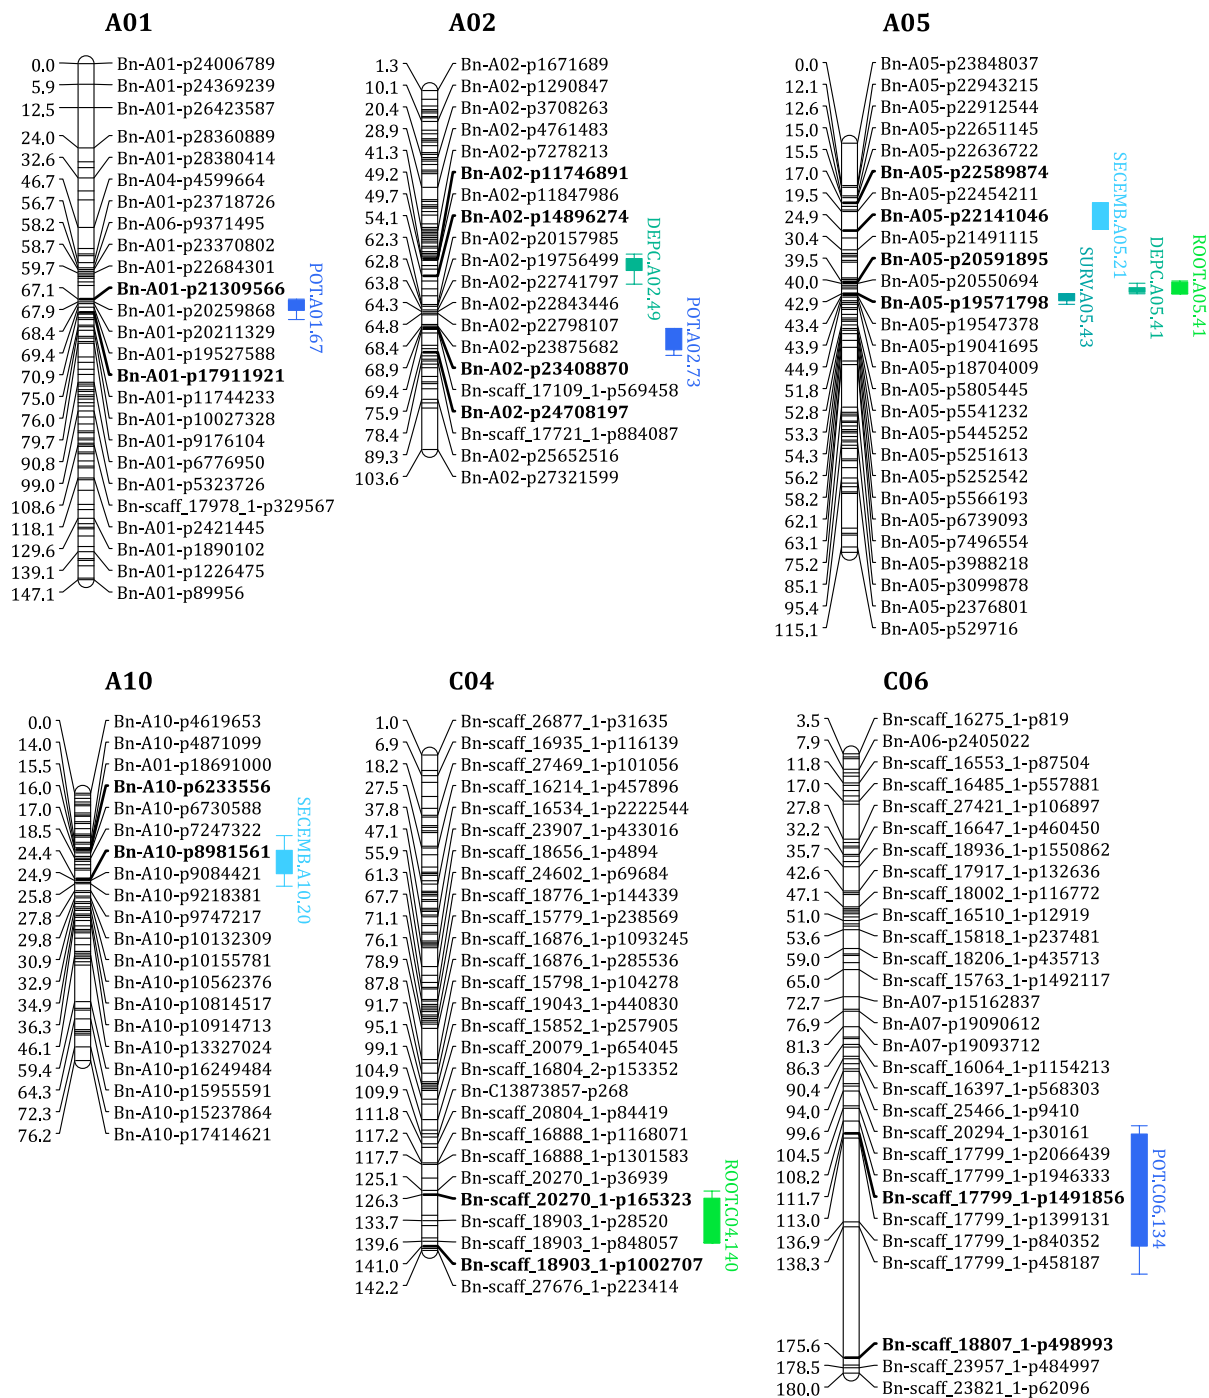 A01
0.0 Bn-A01-p24006789
5.9 Bn-A01-p24369239
12.5 Bn-A01-p26423587
24.0 Bn-A01-p28360889
32.6 Bn-A01-p28380414
46.7 Bn-A04-p4599664
56.7 Bn-A01-p23718726
58.2 Bn-A06-p9371495
58.7 Bn-A01-p23370802
59.7 Bn-A01-p22684301
67.1 Bn-A01-p21309566
67.9 Bn-A01-p20259868
68.4 Bn-A01-p20211329
69.4 Bn-A01-p19527588
70.9 Bn-A01-p17911921
75.0 Bn-A01-p11744233
76.0 Bn-A01-p10027328
79.7 Bn-A01-p9176104
90.8 Bn-A01-p6776950
99.0 Bn-A01-p5323726
108.6 Bn-scaff_17978_1-p329567
118.1 Bn-A01-p2421445
129.6 Bn-A01-p1890102
139.1 Bn-A01-p1226475
147.1 Bn-A01-p89956
POT.A01.67
A02
1.3 Bn-A02-p1671689
10.1 Bn-A02-p1290847
20.4 Bn-A02-p3708263
28.9 Bn-A02-p4761483
41.3 Bn-A02-p7278213
49.2 Bn-A02-p11746891
49.7 Bn-A02-p11847986
54.1 Bn-A02-p14896274
62.3 Bn-A02-p20157985
62.8 Bn-A02-p19756499
63.8 Bn-A02-p22741797
64.3 Bn-A02-p22843446
64.8 Bn-A02-p22798107
68.4 Bn-A02-p23875682
68.9 Bn-A02-p23408870
69.4 Bn-scaff_17109_1-p569458
75.9 Bn-A02-p24708197
78.4 Bn-scaff_17721_1-p884087
89.3 Bn-A02-p25652516
103.6 Bn-A02-p27321599
DEPC.A02.49
POT.A02.73
A05
0.0 Bn-A05-p23848037
12.1 Bn-A05-p22943215
12.6 Bn-A05-p22912544
15.0 Bn-A05-p22651145
15.5 Bn-A05-p22636722
17.0 Bn-A05-p22589874
19.5 Bn-A05-p22454211
24.9 Bn-A05-p22141046
30.4 Bn-A05-p21491115
39.5 Bn-A05-p20591895
40.0 Bn-A05-p20550694
42.9 Bn-A05-p19571798
43.4 Bn-A05-p19547378
43.9 Bn-A05-p19041695
44.9 Bn-A05-p18704009
51.8 Bn-A05-p5805445
52.8 Bn-A05-p5541232
53.3 Bn-A05-p5445252
54.3 Bn-A05-p5251613
56.2 Bn-A05-p5252542
58.2 Bn-A05-p5566193
62.1 Bn-A05-p6739093
63.1 Bn-A05-p7496554
75.2 Bn-A05-p3988218
85.1 Bn-A05-p3099878
95.4 Bn-A05-p2376801
115.1 Bn-A05-p529716
SURV.A05.43
SECEMB.A05.21
DEPC.A05.41
ROOT.A05.41
A10
0.0 Bn-A10-p4619653
14.0 Bn-A10-p4871099
15.5 Bn-A01-p18691000
16.0 Bn-A10-p6233556
17.0 Bn-A10-p6730588
18.5 Bn-A10-p7247322
24.4 Bn-A10-p8981561
24.9 Bn-A10-p9084421
25.8 Bn-A10-p9218381
27.8 Bn-A10-p9747217
29.8 Bn-A10-p10132309
30.9 Bn-A10-p10155781
32.9 Bn-A10-p10562376
34.9 Bn-A10-p10814517
36.3 Bn-A10-p10914713
46.1 Bn-A10-p13327024
59.4 Bn-A10-p16249484
64.3 Bn-A10-p15955591
72.3 Bn-A10-p15237864
76.2 Bn-A10-p17414621
SECEMB.A10.20
C04
1.0 Bn-scaff_26877_1-p31635
6.9 Bn-scaff_16935_1-p116139
18.2 Bn-scaff_27469_1-p101056
27.5 Bn-scaff_16214_1-p457896
37.8 Bn-scaff_16534_1-p2222544
47.1 Bn-scaff_23907_1-p433016
55.9 Bn-scaff_18656_1-p4894
61.3 Bn-scaff_24602_1-p69684
67.7 Bn-scaff_18776_1-p144339
71.1 Bn-scaff_15779_1-p238569
76.1 Bn-scaff_16876_1-p1093245
78.9 Bn-scaff_16876_1-p285536
87.8 Bn-scaff_15798_1-p104278
91.7 Bn-scaff_19043_1-p440830
95.1 Bn-scaff_15852_1-p257905
99.1 Bn-scaff_20079_1-p654045
104.9 Bn-scaff_16804_2-p153352
109.9 Bn-C13873857-p268
111.8 Bn-scaff_20804_1-p84419
117.2 Bn-scaff_16888_1-p1168071
117.7 Bn-scaff_16888_1-p1301583
125.1 Bn-scaff_20270_1-p36939
126.3 Bn-scaff_20270_1-p165323
133.7 Bn-scaff_18903_1-p28520
139.6 Bn-scaff_18903_1-p848057
141.0 Bn-scaff_18903_1-p1002707
142.2 Bn-scaff_27676_1-p223414
ROOT.C04.140
C06
3.5 Bn-scaff_16275_1-p819
7.9 Bn-A06-p2405022
11.8 Bn-scaff_16553_1-p87504
17.0 Bn-scaff_16485_1-p557881
27.8 Bn-scaff_27421_1-p106897
32.2 Bn-scaff_16647_1-p460450
35.7 Bn-scaff_18936_1-p1550862
42.6 Bn-scaff_17917_1-p132636
47.1 Bn-scaff_18002_1-p116772
51.0 Bn-scaff_16510_1-p12919
53.6 Bn-scaff_15818_1-p237481
59.0 Bn-scaff_18206_1-p435713
65.0 Bn-scaff_15763_1-p1492117
72.7 Bn-A07-p15162837
76.9 Bn-A07-p19090612
81.3 Bn-A07-p19093712
86.3 Bn-scaff_16064_1-p1154213
90.4 Bn-scaff_16397_1-p568303
94.0 Bn-scaff_25466_1-p9410
99.6 Bn-scaff_20294_1-p30161
104.5 Bn-scaff_17799_1-p2066439
108.2 Bn-scaff_17799_1-p1946333
111.7 Bn-scaff_17799_1-p1491856
113.0 Bn-scaff_17799_1-p1399131
136.9 Bn-scaff_17799_1-p840352
138.3 Bn-scaff_17799_1-p458187
175.6 Bn-scaff_18807_1-p498993
178.5 Bn-scaff_23957_1-p484997
180.0 Bn-scaff_23821_1-p62096
POT.C06.134